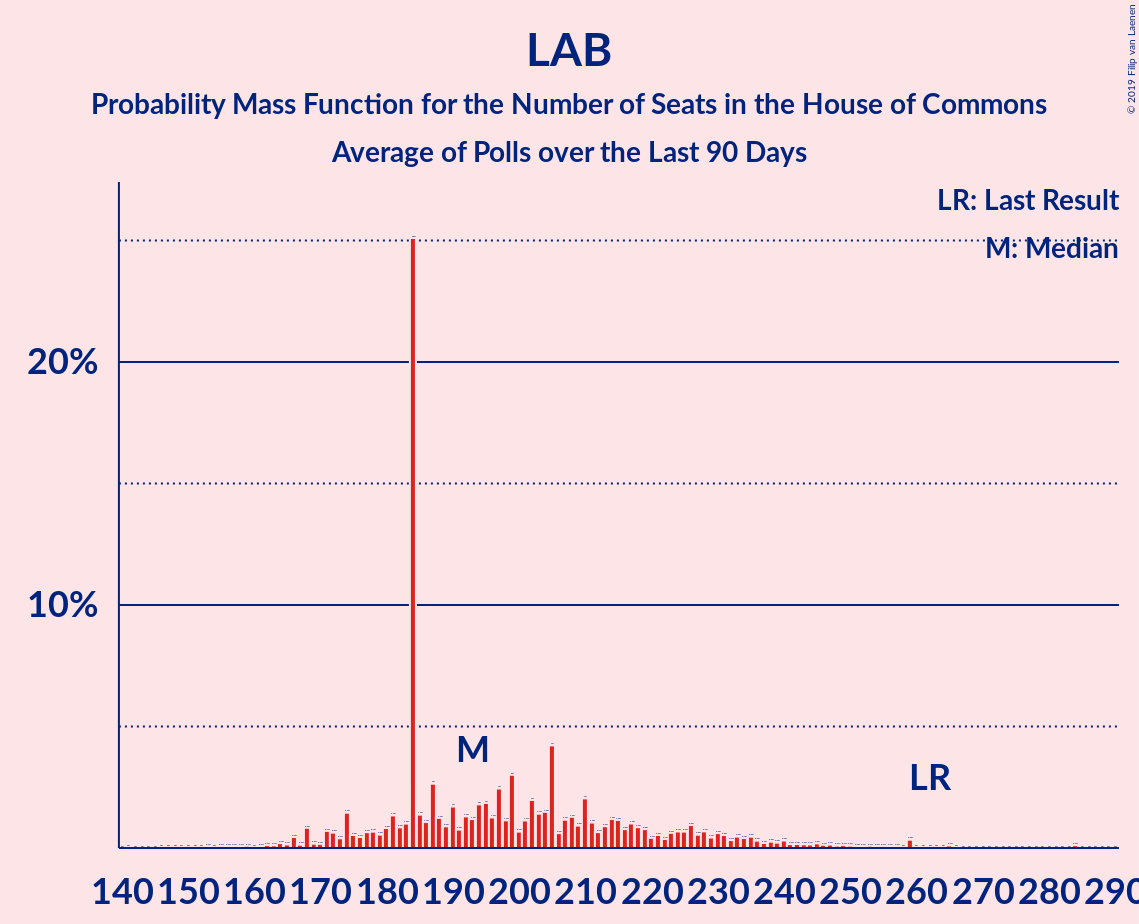 LAB
Probability Mass Function for the Number of Seats in the House of Commons
Average of Polls over the Last 90 Days
© 2019 Filip van Laenen
LR: Last Result
M: Median
20%
10%
M
LR
140 150 160 170 180 190 200 210 220 230 240 250 260 270 280 290